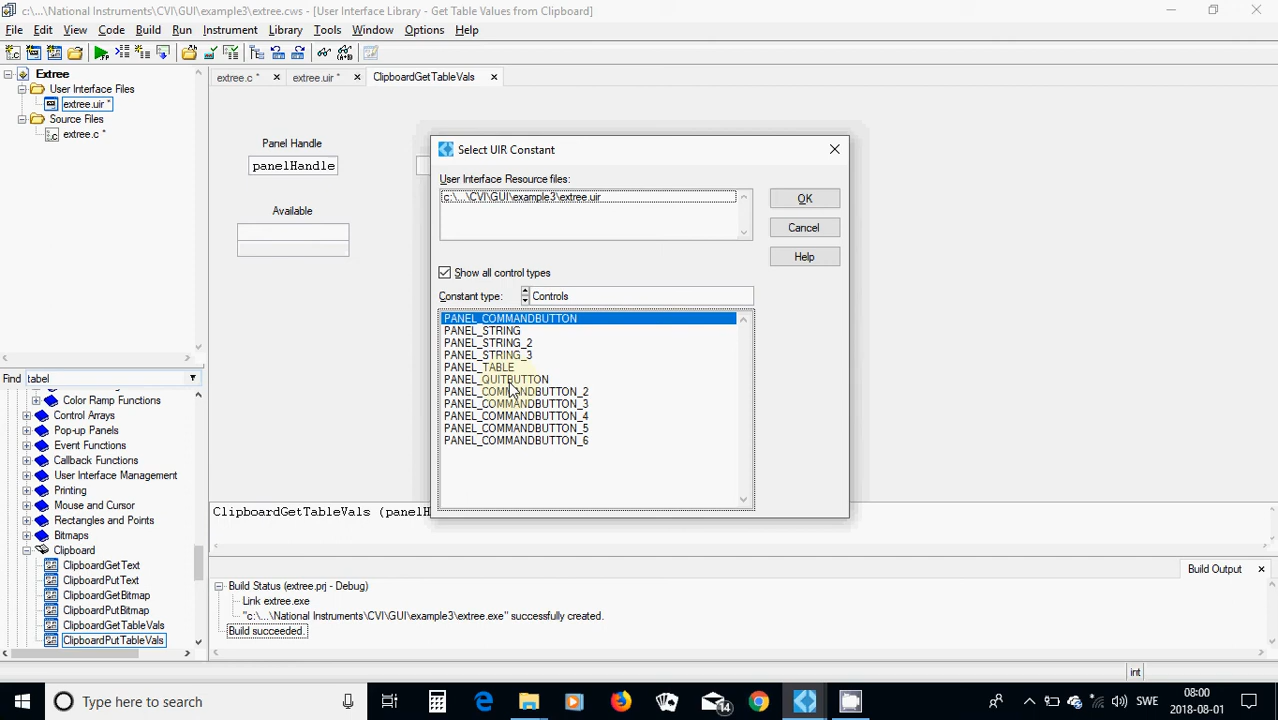 c:\...\National Instruments\CVI\GUI\example3\extree.cws - [User Interface Library - Get Table Values from Clipboard]
File Edit View Code Build Run Instrument Library Tools Window Options Help
Extree
User Interface Files
extree.uir *
Source Files
extree.c *
extree.c * extree.uir * ClipboardGetTableVals
Panel Handle
panelHandle
Available
Select UIR Constant
User Interface Resource files:
c:\...\CVI\GUI\example3\extree.uir
OK
Cancel
Help
Show all control types
Constant type: Controls
PANEL_COMMANDBUTTON
PANEL_STRING
PANEL_STRING_2
PANEL_STRING_3
PANEL_TABLE
PANEL_QUITBUTTON
PANEL_COMMANDBUTTON_2
PANEL_COMMANDBUTTON_3
PANEL_COMMANDBUTTON_4
PANEL_COMMANDBUTTON_5
PANEL_COMMANDBUTTON_6
Find tabel
Color Ramp Functions
Control Arrays
Pop-up Panels
Event Functions
Callback Functions
User Interface Management
Printing
Mouse and Cursor
Rectangles and Points
Bitmaps
Clipboard
ClipboardGetText
ClipboardPutText
ClipboardGetBitmap
ClipboardPutBitmap
ClipboardGetTableVals
ClipboardPutTableVals
ClipboardGetTableVals (panelH
Build Output
Build Status (extree.prj - Debug)
Link extree.exe
"c:\...\National Instruments\CVI\GUI\example3\extree.exe" successfully created.
Build succeeded.
int
Type here to search
14
SWE
08:00
2018-08-01